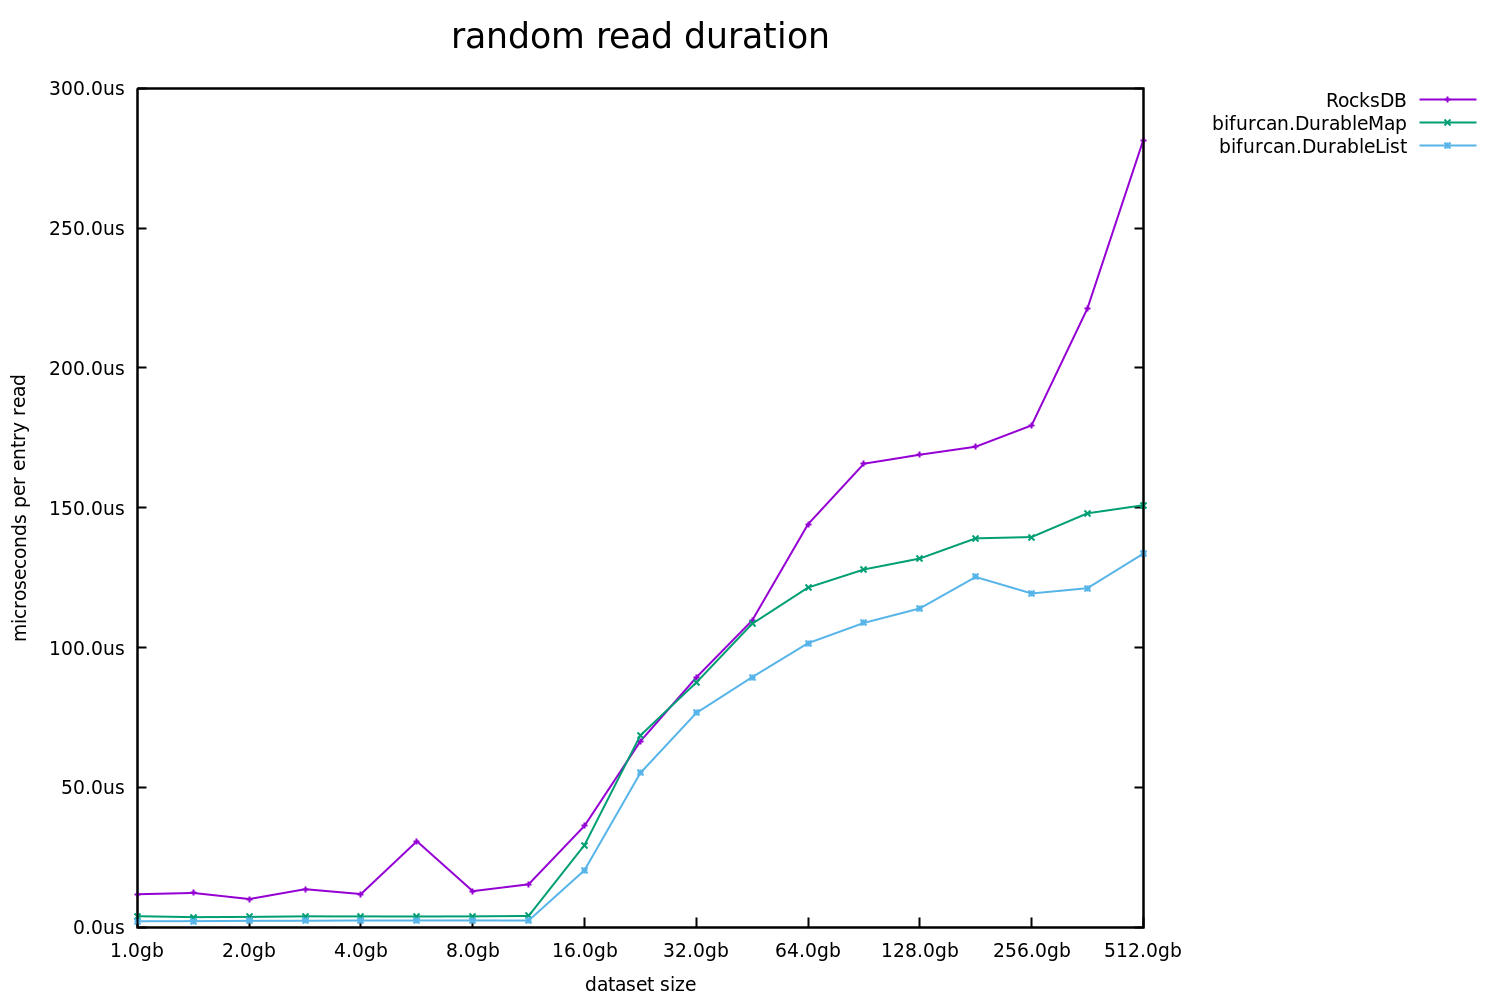 random read duration
300.0us
250.0us
200.0us
150.0us
100.0us
50.0us
0.0us
microseconds per entry read
1.0gb 2.0gb 4.0gb 8.0gb 16.0gb 32.0gb 64.0gb 128.0gb 256.0gb 512.0gb
dataset size
RocksDB
bifurcan.DurableMap
bifurcan.DurableList